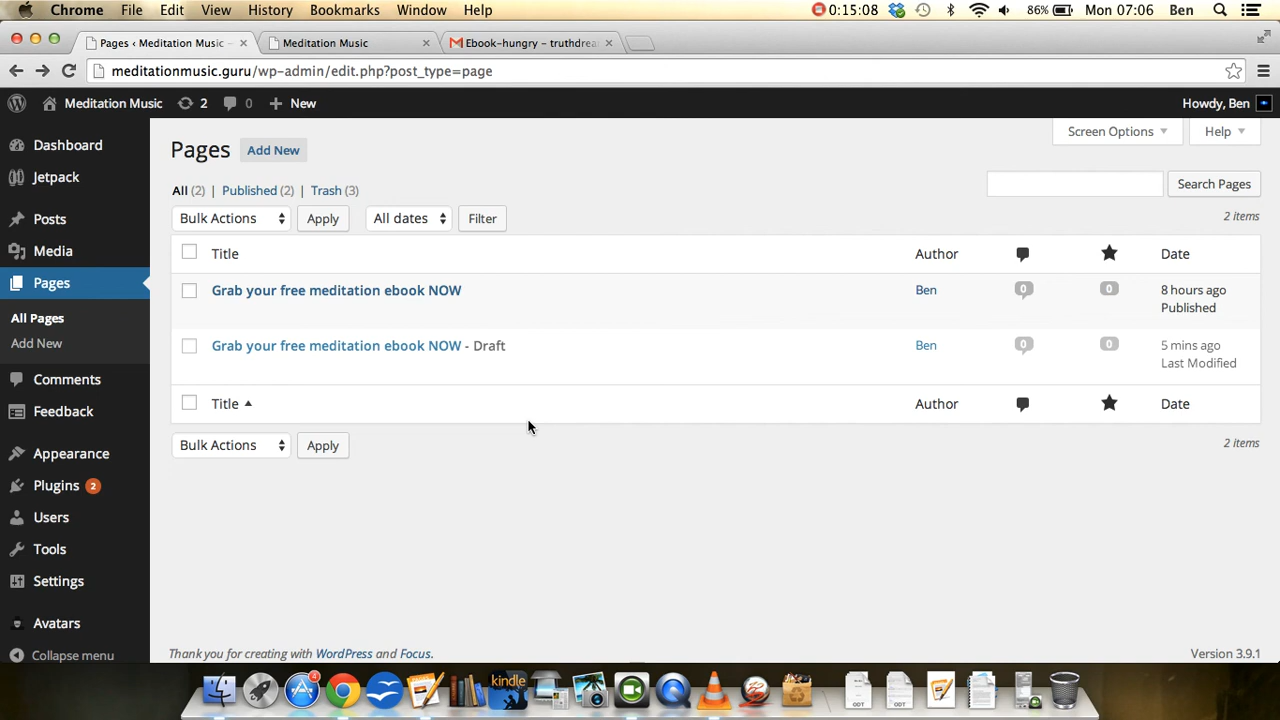 Chrome File Edit View History Bookmarks Window Help 0:15:08 86% Mon 07:06 Ben
Pages ‹ Meditation Music – Meditation Music Ebook-hungry – truthdrea
meditationmusic.guru/wp-admin/edit.php?post_type=page
Meditation Music 2 0 New Howdy, Ben
Screen Options Help
Dashboard
Jetpack
Posts
Media
Pages
All Pages
Add New
Comments
Feedback
Appearance
Plugins 2
Users
Tools
Settings
Avatars
Collapse menu
Pages Add New
All (2) | Published (2) | Trash (3)
Search Pages
Bulk Actions Apply All dates Filter
2 items
Title Author Date
Grab your free meditation ebook NOW Ben 0 0 8 hours ago
Published
Grab your free meditation ebook NOW - Draft Ben 0 0 5 mins ago
Last Modified
Title Author Date
Bulk Actions Apply
2 items
Thank you for creating with WordPress and Focus.
Version 3.9.1
4
kindle
ODT
ODT